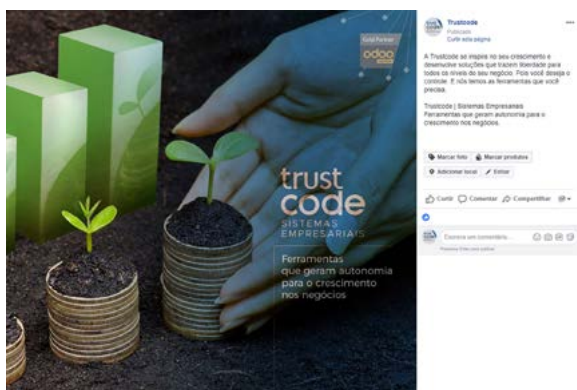 Gold Partner
odoo
trust
code
SISTEMAS
EMPRESARIAIS
Ferramentas
que geram autonomia
para o crescimento
nos negócios
Trustcode
Publicado
Curtir esta página
A Trustcode se inspira no seu crescimento e
desenvolve soluções que trazem liberdade para
todos os níveis do seu negócio. Pois você deseja o
controle. E nós temos as ferramentas que você
precisa.
Trustcode | Sistemas Empresariais
Ferramentas que geram autonomia para o
crescimento nos negócios.
Marcar foto
Marcar produtos
Adicionar local
Editar
Curtir
Comentar
Compartilhar
Escreva um comentário...